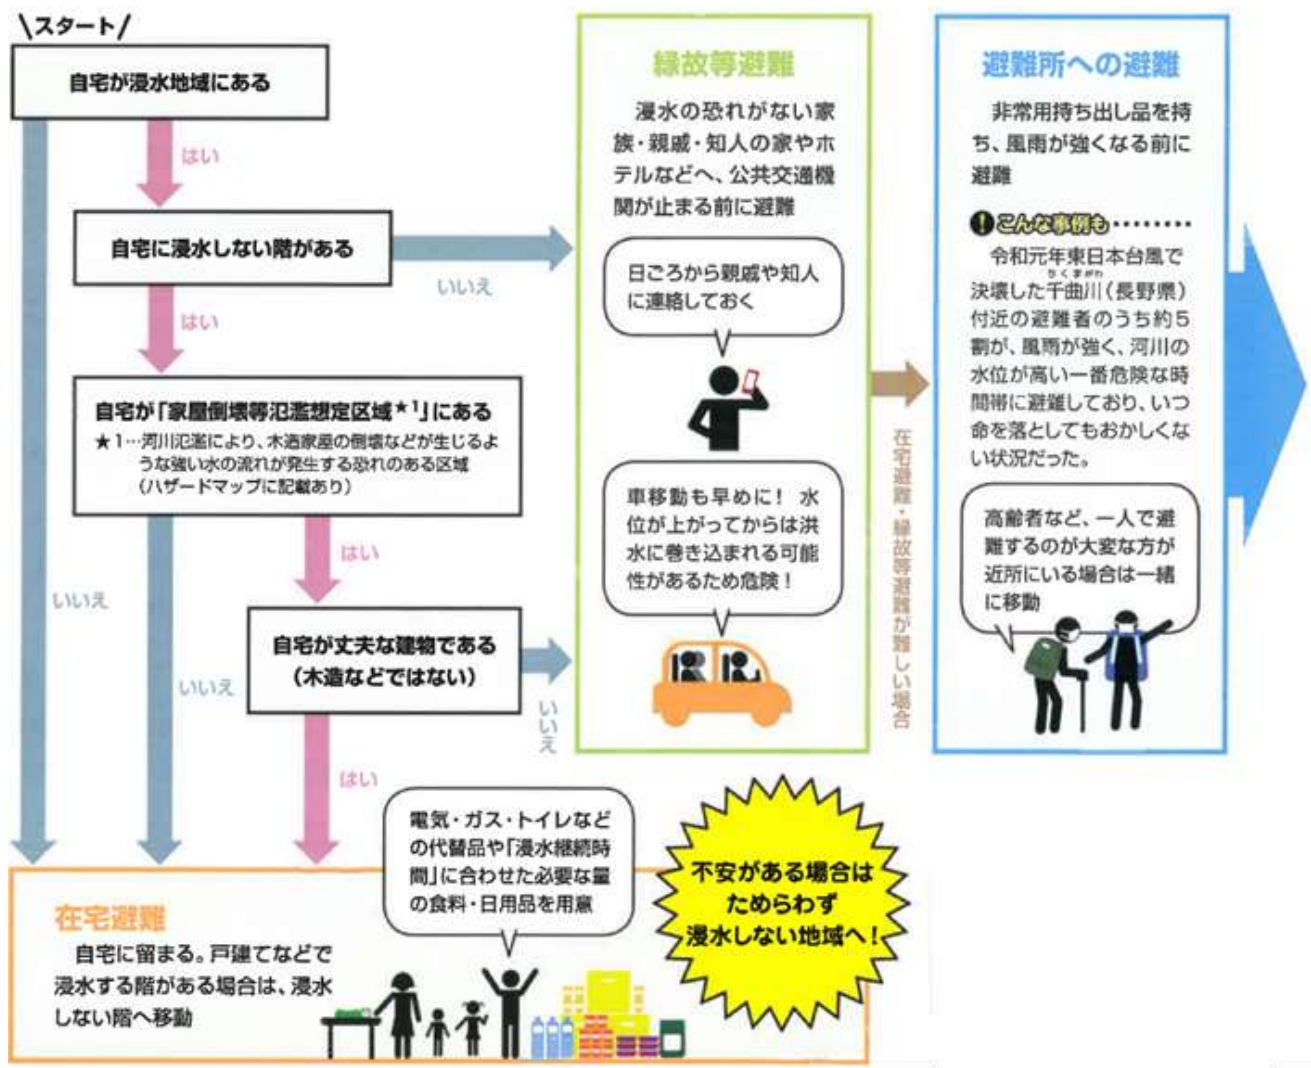 スタート
自宅が浸水地域にある
はい
自宅に浸水しない階がある
いいえ
はい
自宅が「家屋倒壊等氾濫想定区域★1」にある
★1…河川氾濫により、木造家屋の倒壊などが生じるよ
うな強い水の流れが発生する恐れのある区域
(ハザードマップに記載あり)
はい
いいえ
いいえ
自宅が丈夫な建物である
(木造などではない)
いいえ
はい
縁故等避難
浸水の恐れがない家
族・親戚・知人の家やホ
テルなどへ、公共交通機
関が止まる前に避難
日ごろから親戚や知人
に連絡しておく
車移動も早めに! 水
位が上がってからは洪
水に巻き込まれる可能
性があるため危険!
在宅避難・縁故等避難が難しい場合
避難所への避難
非常用持ち出し品を持
ち、風雨が強くなる前に
避難
!こんな事例も………
令和元年東日本台風で
ちくまがわ
決壊した千曲川(長野県)
付近の避難者のうち約5
割が、風雨が強く、河川の
水位が高い一番危険な時
間帯に避難しており、いつ
命を落としてもおかしくな
い状況だった。
高齢者など、一人で避
難するのが大変な方が
近所にいる場合は一緒
に移動
在宅避難
自宅に留まる。戸建てなどで
浸水する階がある場合は、浸水
しない階へ移動
電気・ガス・トイレなど
の代替品や「浸水継続時
間」に合わせた必要な量
の食料・日用品を用意
不安がある場合は
ためらわず
浸水しない地域へ!